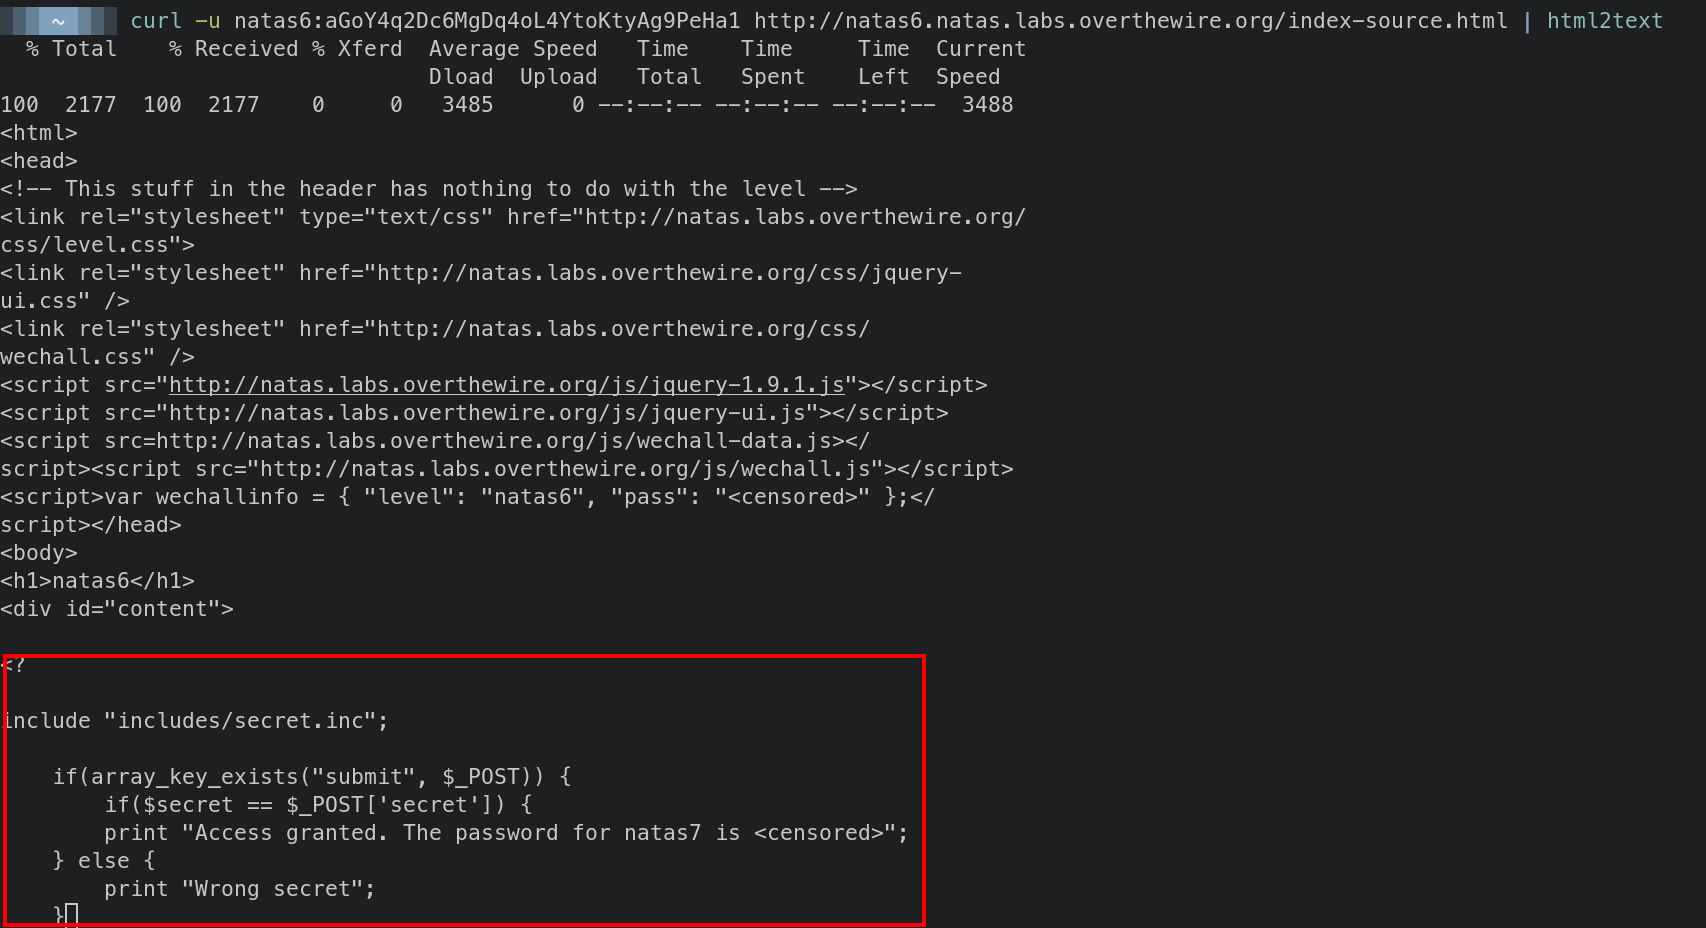 ~ curl -u natas6:aGoY4q2Dc6MgDq4oL4YtoKtyAg9PeHa1 http://natas6.natas.labs.overthewire.org/index-source.html | html2text
  % Total    % Received % Xferd  Average Speed   Time    Time     Time  Current
                                 Dload  Upload   Total   Spent    Left  Speed
100  2177  100  2177    0     0   3485      0 --:--:-- --:--:-- --:--:--  3488
<html>
<head>
<!-- This stuff in the header has nothing to do with the level -->
<link rel="stylesheet" type="text/css" href="http://natas.labs.overthewire.org/
css/level.css">
<link rel="stylesheet" href="http://natas.labs.overthewire.org/css/jquery-
ui.css" />
<link rel="stylesheet" href="http://natas.labs.overthewire.org/css/
wechall.css" />
<script src="http://natas.labs.overthewire.org/js/jquery-1.9.1.js"></script>
<script src="http://natas.labs.overthewire.org/js/jquery-ui.js"></script>
<script src=http://natas.labs.overthewire.org/js/wechall-data.js></
script><script src="http://natas.labs.overthewire.org/js/wechall.js"></script>
<script>var wechallinfo = { "level": "natas6", "pass": "<censored>" };</
script></head>
<body>
<h1>natas6</h1>
<div id="content">

<?

include "includes/secret.inc";

    if(array_key_exists("submit", $_POST)) {
        if($secret == $_POST['secret']) {
        print "Access granted. The password for natas7 is <censored>";
    } else {
        print "Wrong secret";
    }